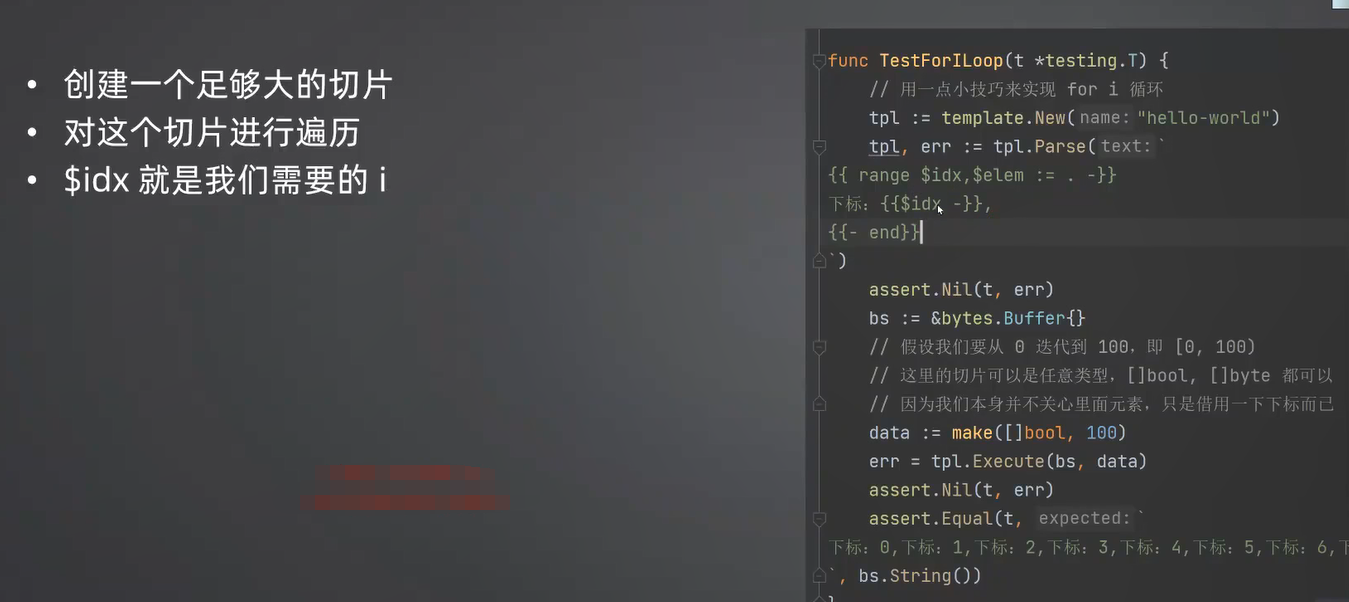 • 创建一个足够大的切片
• 对这个切片进行遍历
• $idx 就是我们需要的 i
func TestForILoop(t *testing.T) {
// 用一点小技巧来实现 for i 循环
tpl := template.New( name: "hello-world")
tpl, err := tpl.Parse( text: `
{{ range $idx,$elem := . -}}
下标: {{$idx -}},
{{- end}}
`)
assert.Nil(t, err)
bs := &bytes.Buffer{}
// 假设我们要从 0 迭代到 100，即 [0, 100)
// 这里的切片可以是任意类型，[]bool, []byte 都可以
// 因为我们本身并不关心里面元素，只是借用一下下标而已
data := make([]bool, 100)
err = tpl.Execute(bs, data)
assert.Nil(t, err)
assert.Equal(t, expected: `
下标: 0,下标: 1,下标: 2,下标: 3,下标: 4,下标: 5,下标: 6,
`, bs.String())
}